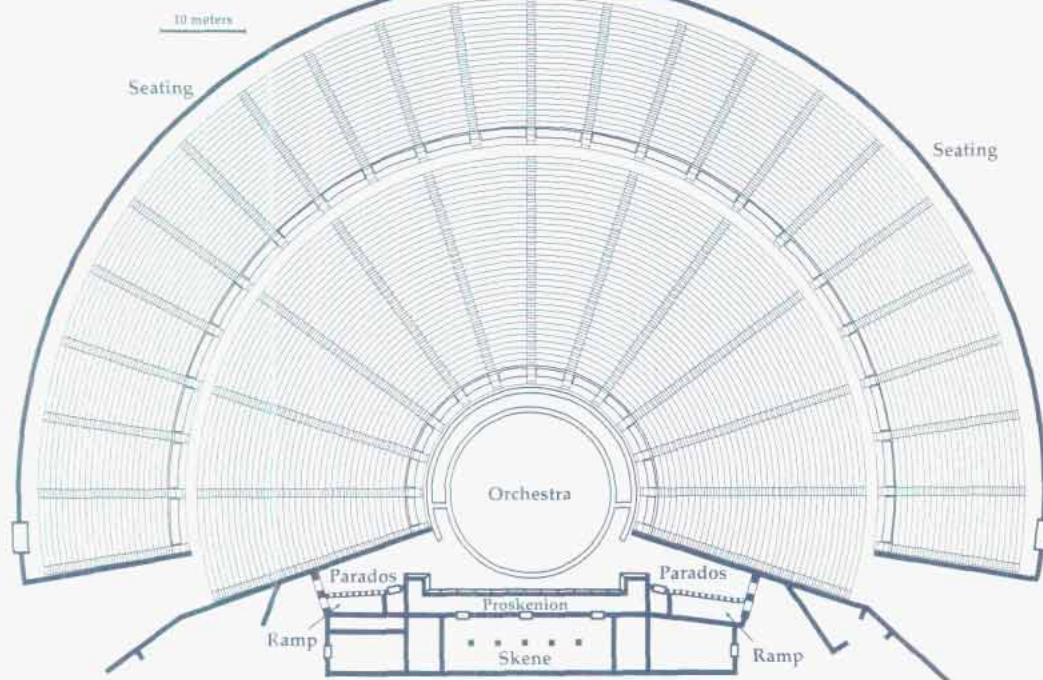 10 meters
Seating
Seating
Orchestra
Parados
Parados
Proskenion
Ramp
Skene
Ramp